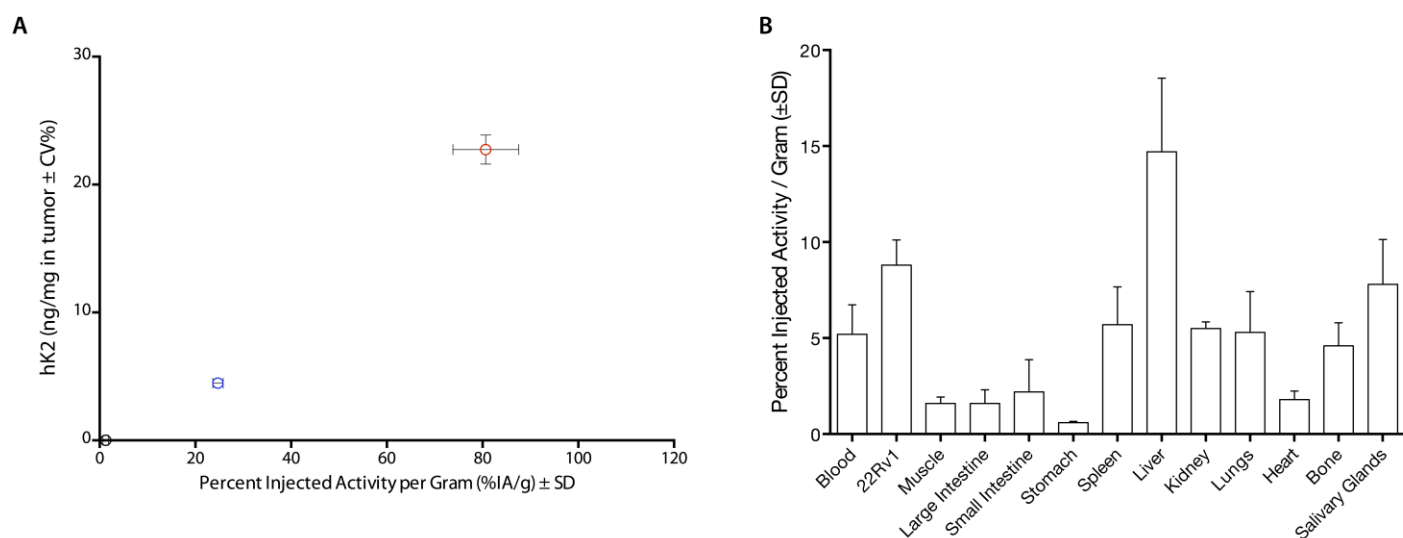 A
30
20
10
0
hK2 (ng/mg in tumor ± CV%)
0
20
40
60
80
100
120
Percent Injected Activity per Gram (%IA/g) ± SD
B
20
15
10
5
0
Percent Injected Activity / Gram (±SD)
Blood
22Rv1
Muscle
Large Intestine
Small Intestine
Stomach
Spleen
Liver
Kidney
Lungs
Heart
Bone
Salivary Glands